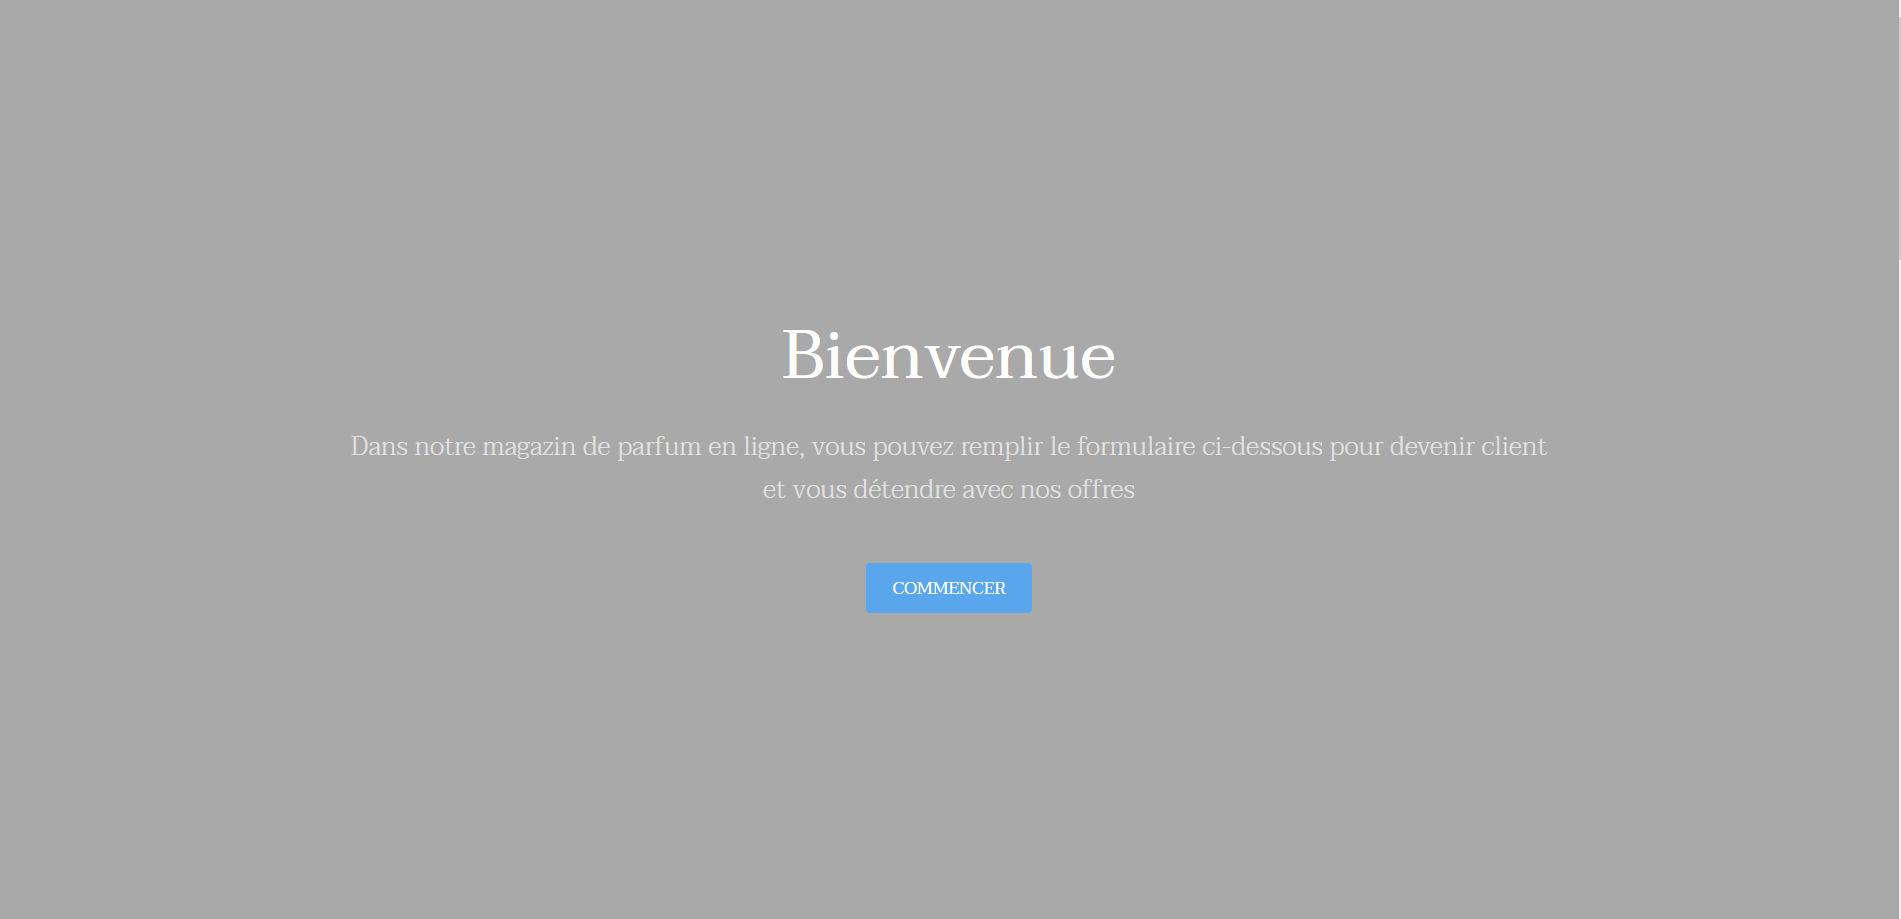 Bienvenue
Dans notre magazin de parfum en ligne, vous pouvez remplir le formulaire ci-dessous pour devenir client
et vous détendre avec nos offres
COMMENCER